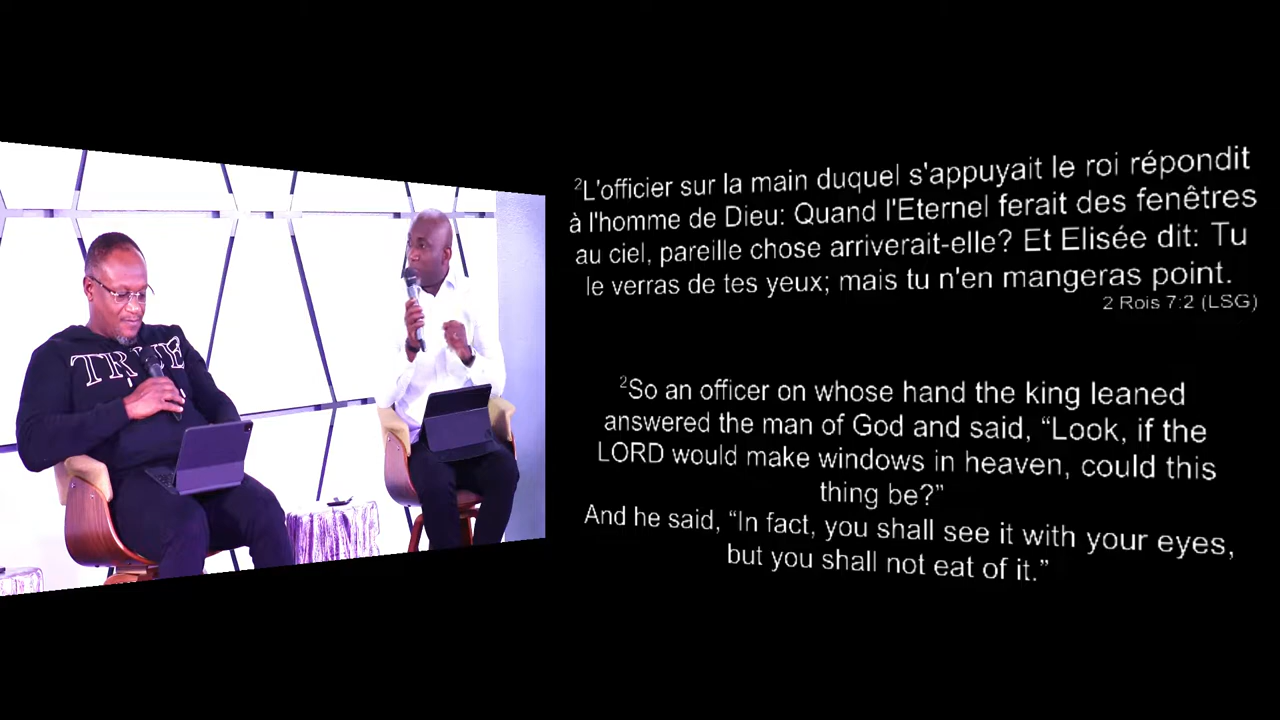 TRUE
²L'officier sur la main duquel s'appuyait le roi répondit
à l'homme de Dieu: Quand l'Eternel ferait des fenêtres
au ciel, pareille chose arriverait-elle? Et Elisée dit: Tu
le verras de tes yeux; mais tu n'en mangeras point.
2 Rois 7:2 (LSG)
²So an officer on whose hand the king leaned
answered the man of God and said, “Look, if the
LORD would make windows in heaven, could this
thing be?”
And he said, “In fact, you shall see it with your eyes,
but you shall not eat of it.”